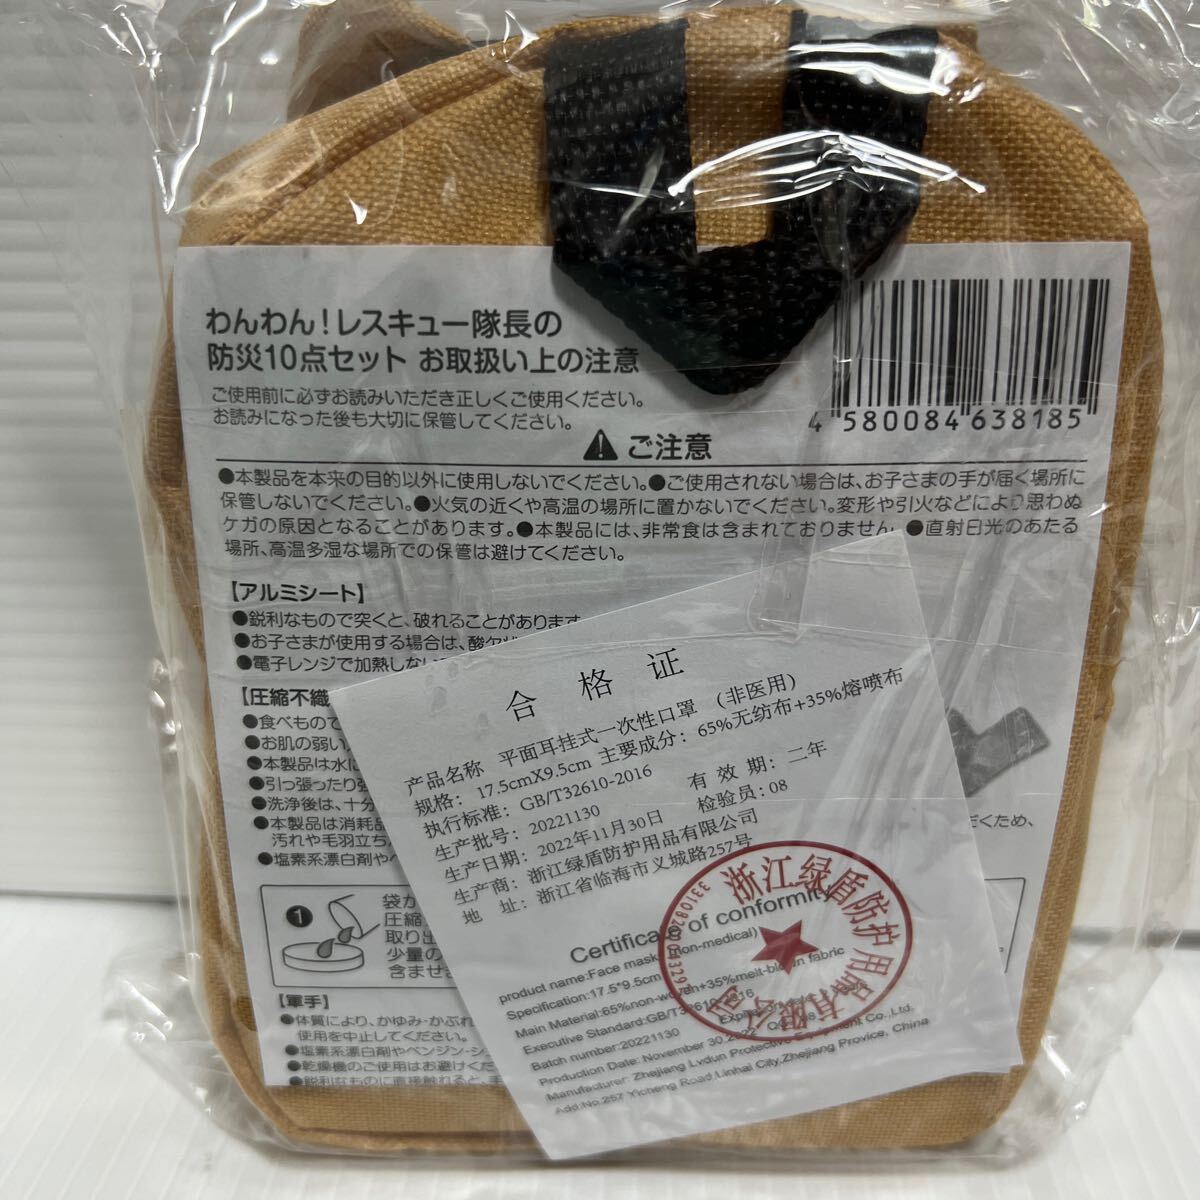 わんわん!レスキュー隊長の
防災10点セット お取扱い上の注意
ご使用前に必ずお読みいただき正しくご使用ください。
お読みになった後も大切に保管してください。
4 580084 638185
ご注意
●本製品を本来の目的以外に使用しないでください。●ご使用されない場合は、お子さまの手が届く場所に
保管しないでください。●火気の近くや高温の場所に置かないでください。変形や引火などにより思わぬ
ケガの原因となることがあります。●本製品には、非常食は含まれておりません ●直射日光のあたる
場所、高温多湿な場所での保管は避けてください。
【アルミシート】
●鋭利なもので突くと、破れることがあります
●お子さまが使用する場合は、酸欠
●電子レンジで加熱しない
【圧縮不織
●食べもので
●お肌の弱い
●本製品は水に
●引っ張ったり
●洗浄後は、十分
●本製品は消耗品
汚れや毛羽立ち
●塩素系漂白剤や
だくため、
1
袋か
圧縮
取り出
少量の
含ませ
【軍手】
●体質により、かゆみ・かぶれ
使用を中止してください。
●塩素系漂白剤やベンジン・シ
●乾燥機のご使用はお避けくだ
●鋭利なものに直接触れると、手
合格证
产品名称 平面耳挂式一次性口罩 (非医用)
规格: 17.5cmX9.5cm 主要成分: 65%无纺布+35%熔喷布
执行标准: GB/T32610-2016 有效期: 二年
生产批号: 20221130 检验员: 08
生产日期: 2022年11月30日
生产商: 浙江绿盾防护用品有限公司
地 址: 浙江省临海市义城路257号
Certificate of conformity
product name:Face mask (non-medical)
Specification:17.5*9.5cm
Main Material:65%non-woven+35%melt-blown fabric
Executive Standard:GB/T32610-2016
Batch number:20221130
Production Date: November 30.2022
Manufacturer: Zhejiang Lvdun Protective Equipment Co.,Ltd.
Add:No.257 Yicheng Road,Linhai City,Zhejiang Provice, China
浙江绿盾防护用品有限公司